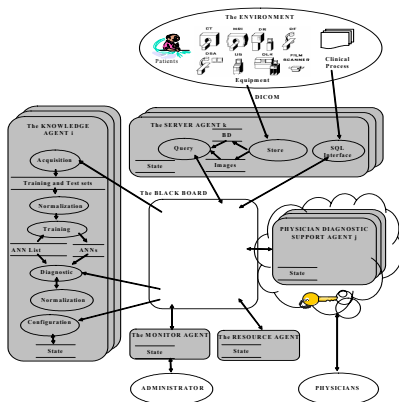 The ENVIRONMENT
CT MRI DR DF
DSA US DLR FILM SCANNER
Patients
Equipment
Clinical Process
DICOM
The KNOWLEDGE AGENT i
Acquisition
Training and Test sets
Normalization
Training
ANN List ANNs
Diagnostic
Normalization
Configuration
State
The SERVER AGENT k
BD
Query
Store
SQL Interface
State
Images
The BLACK BOARD
PHYSICIAN DIAGNOSTIC SUPPORT AGENT j
State
The MONITOR AGENT
State
The RESOURCE AGENT
State
ADMINISTRATOR
PHYSICIANS